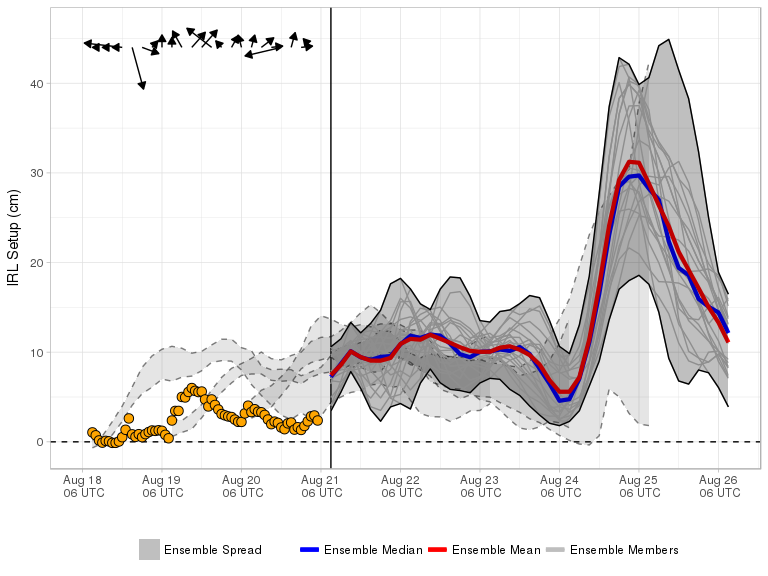 IRL Setup (cm)
40
30
20
10
0
Aug 18 Aug 19 Aug 20 Aug 21 Aug 22 Aug 23 Aug 24 Aug 25 Aug 26
06 UTC 06 UTC 06 UTC 06 UTC 06 UTC 06 UTC 06 UTC 06 UTC 06 UTC
Ensemble Spread Ensemble Median Ensemble Mean Ensemble Members